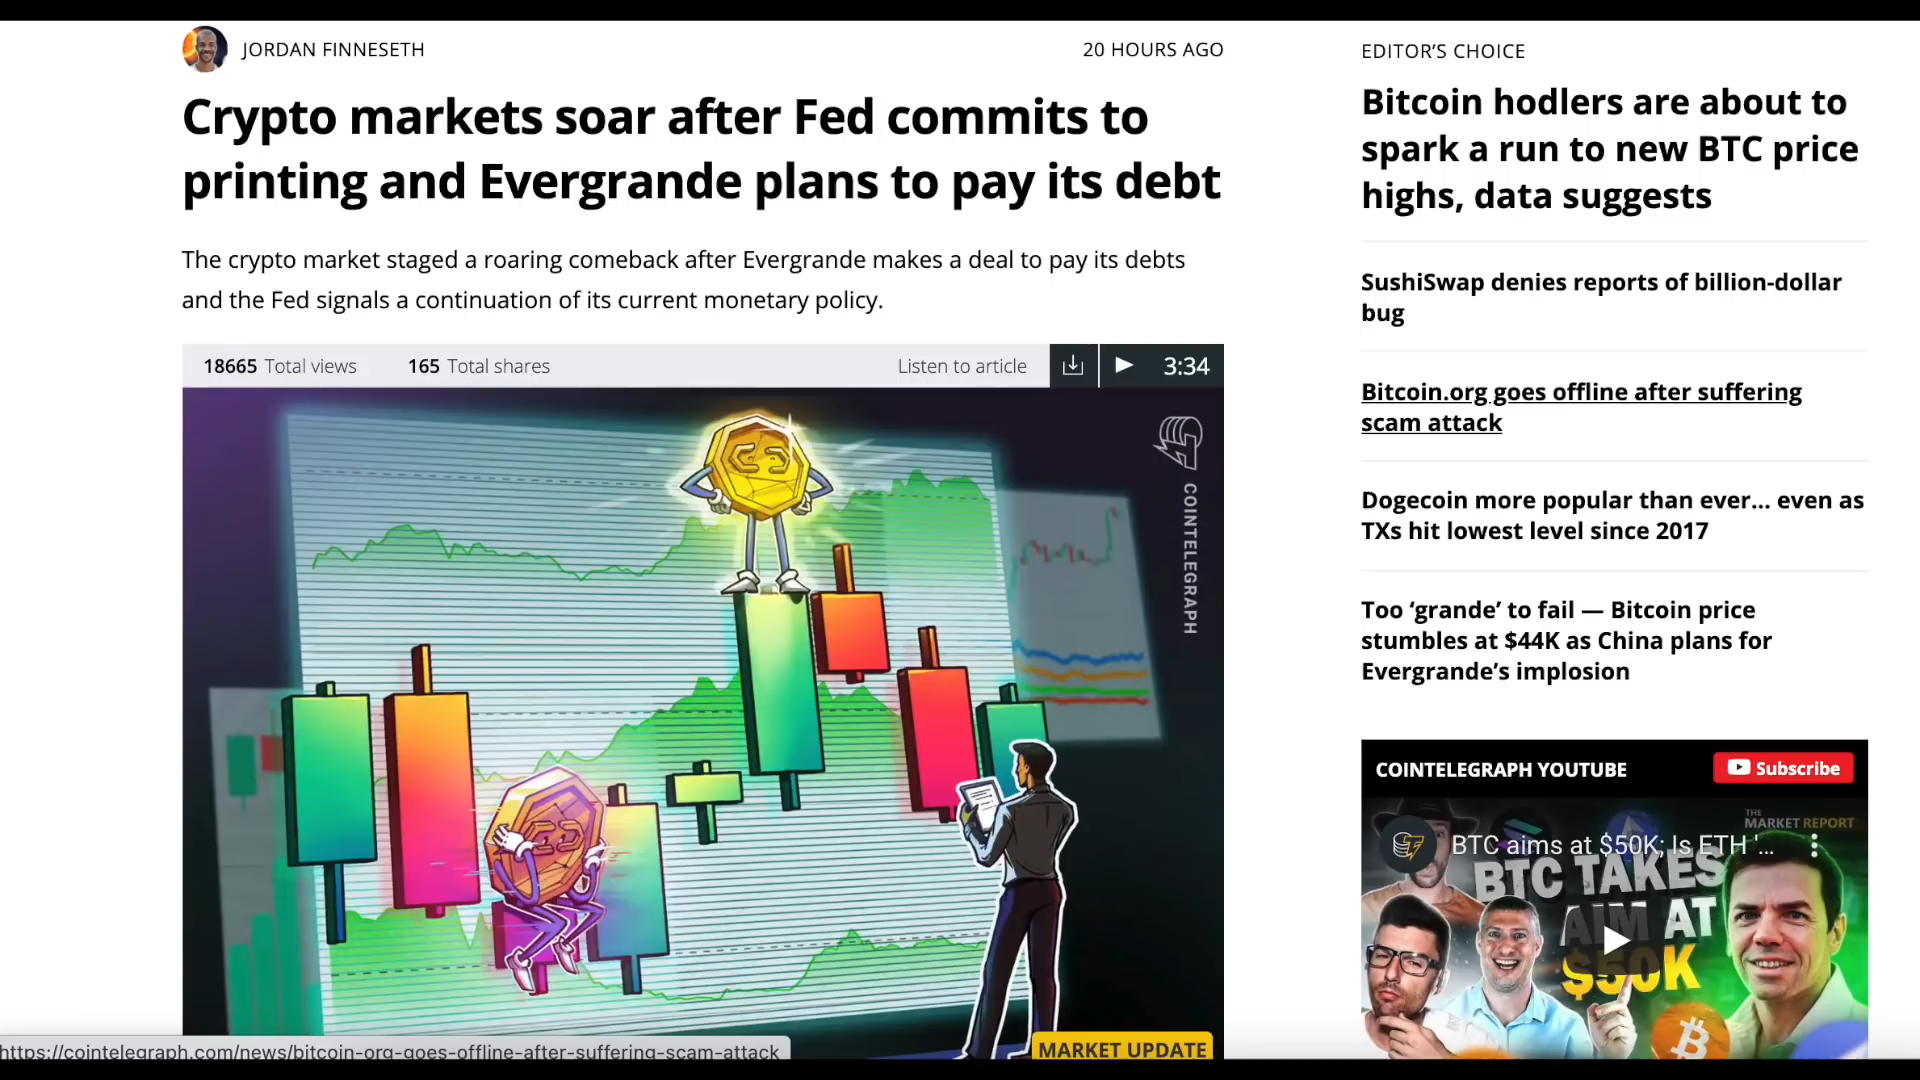 JORDAN FINNESETH
20 HOURS AGO
Crypto markets soar after Fed commits to
printing and Evergrande plans to pay its debt
The crypto market staged a roaring comeback after Evergrande makes a deal to pay its debts
and the Fed signals a continuation of its current monetary policy.
18665 Total views
165 Total shares
Listen to article
3:34
COINTELEGRAPH
MARKET UPDATE
EDITOR’S CHOICE
Bitcoin hodlers are about to
spark a run to new BTC price
highs, data suggests
SushiSwap denies reports of billion-dollar
bug
Bitcoin.org goes offline after suffering
scam attack
Dogecoin more popular than ever... even as
TXs hit lowest level since 2017
Too ‘grande’ to fail — Bitcoin price
stumbles at $44K as China plans for
Evergrande’s implosion
COINTELEGRAPH YOUTUBE
Subscribe
THE
MARKET REPORT
BTC aims at $50K; Is ETH '...
BTC TAKES
AIM AT
$50K
https://cointelegraph.com/news/bitcoin-org-goes-offline-after-suffering-scam-attack